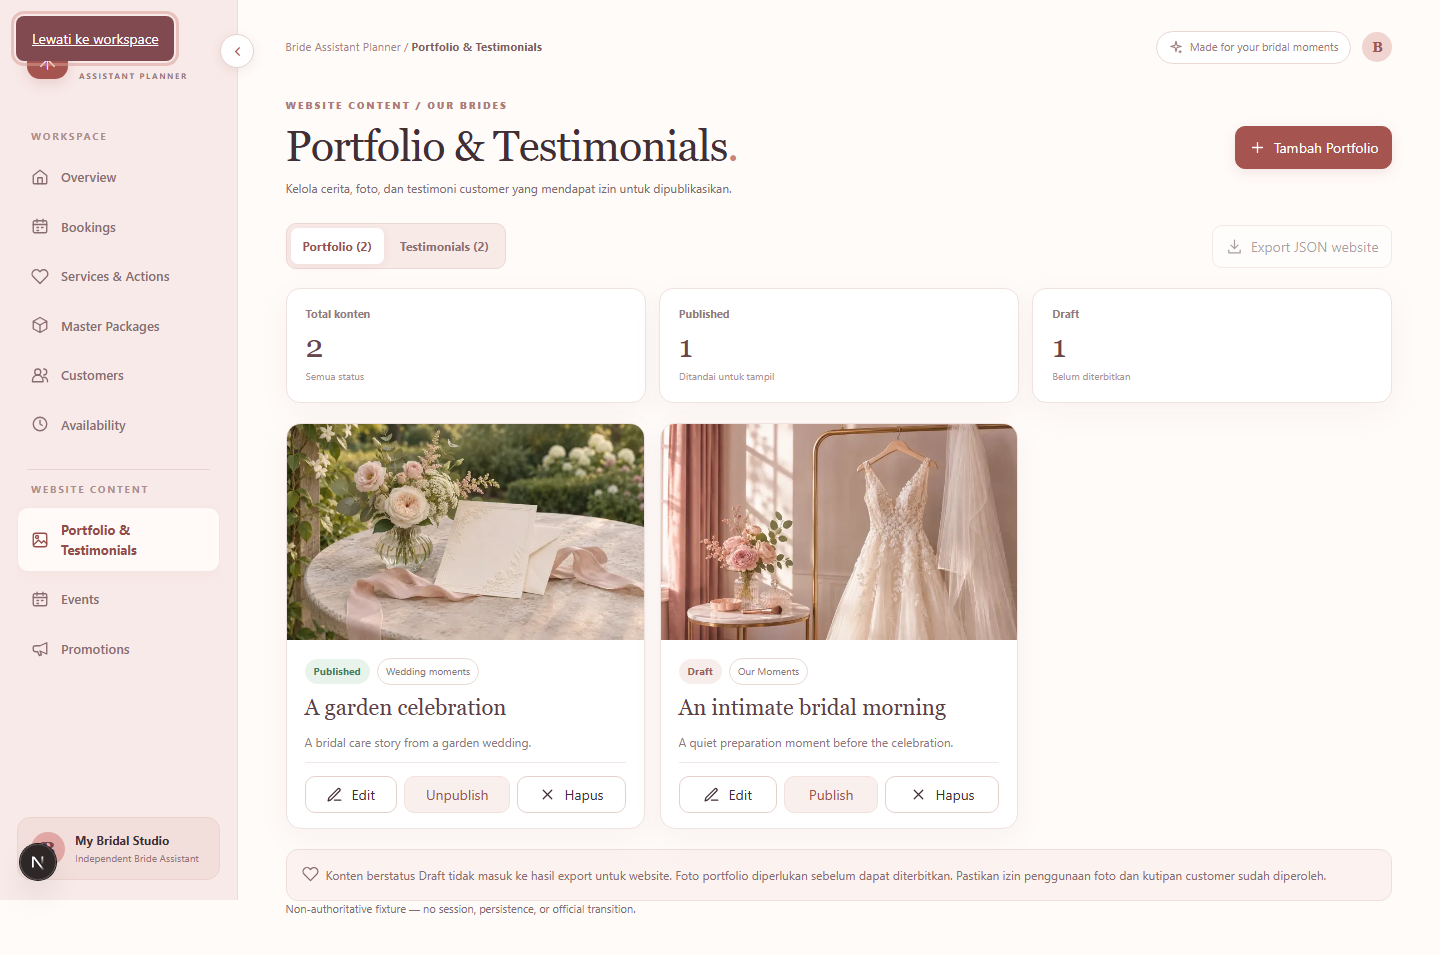 Lewati ke workspace
ASSISTANT PLANNER
WORKSPACE
Overview
Bookings
Services & Actions
Master Packages
Customers
Availability
WEBSITE CONTENT
Portfolio &
Testimonials
Events
Promotions
My Bridal Studio
Independent Bride Assistant
N
Bride Assistant Planner / Portfolio & Testimonials
Made for your bridal moments
B
WEBSITE CONTENT / OUR BRIDES
Portfolio & Testimonials.
Tambah Portfolio
Kelola cerita, foto, dan testimoni customer yang mendapat izin untuk dipublikasikan.
Portfolio (2) Testimonials (2)
Export JSON website
Total konten
2
Semua status
Published
1
Ditandai untuk tampil
Draft
1
Belum diterbitkan
Published Wedding moments
A garden celebration
A bridal care story from a garden wedding.
Edit Unpublish Hapus
Draft Our Moments
An intimate bridal morning
A quiet preparation moment before the celebration.
Edit Publish Hapus
Konten berstatus Draft tidak masuk ke hasil export untuk website. Foto portfolio diperlukan sebelum dapat diterbitkan. Pastikan izin penggunaan foto dan kutipan customer sudah diperoleh.
Non-authoritative fixture — no session, persistence, or official transition.